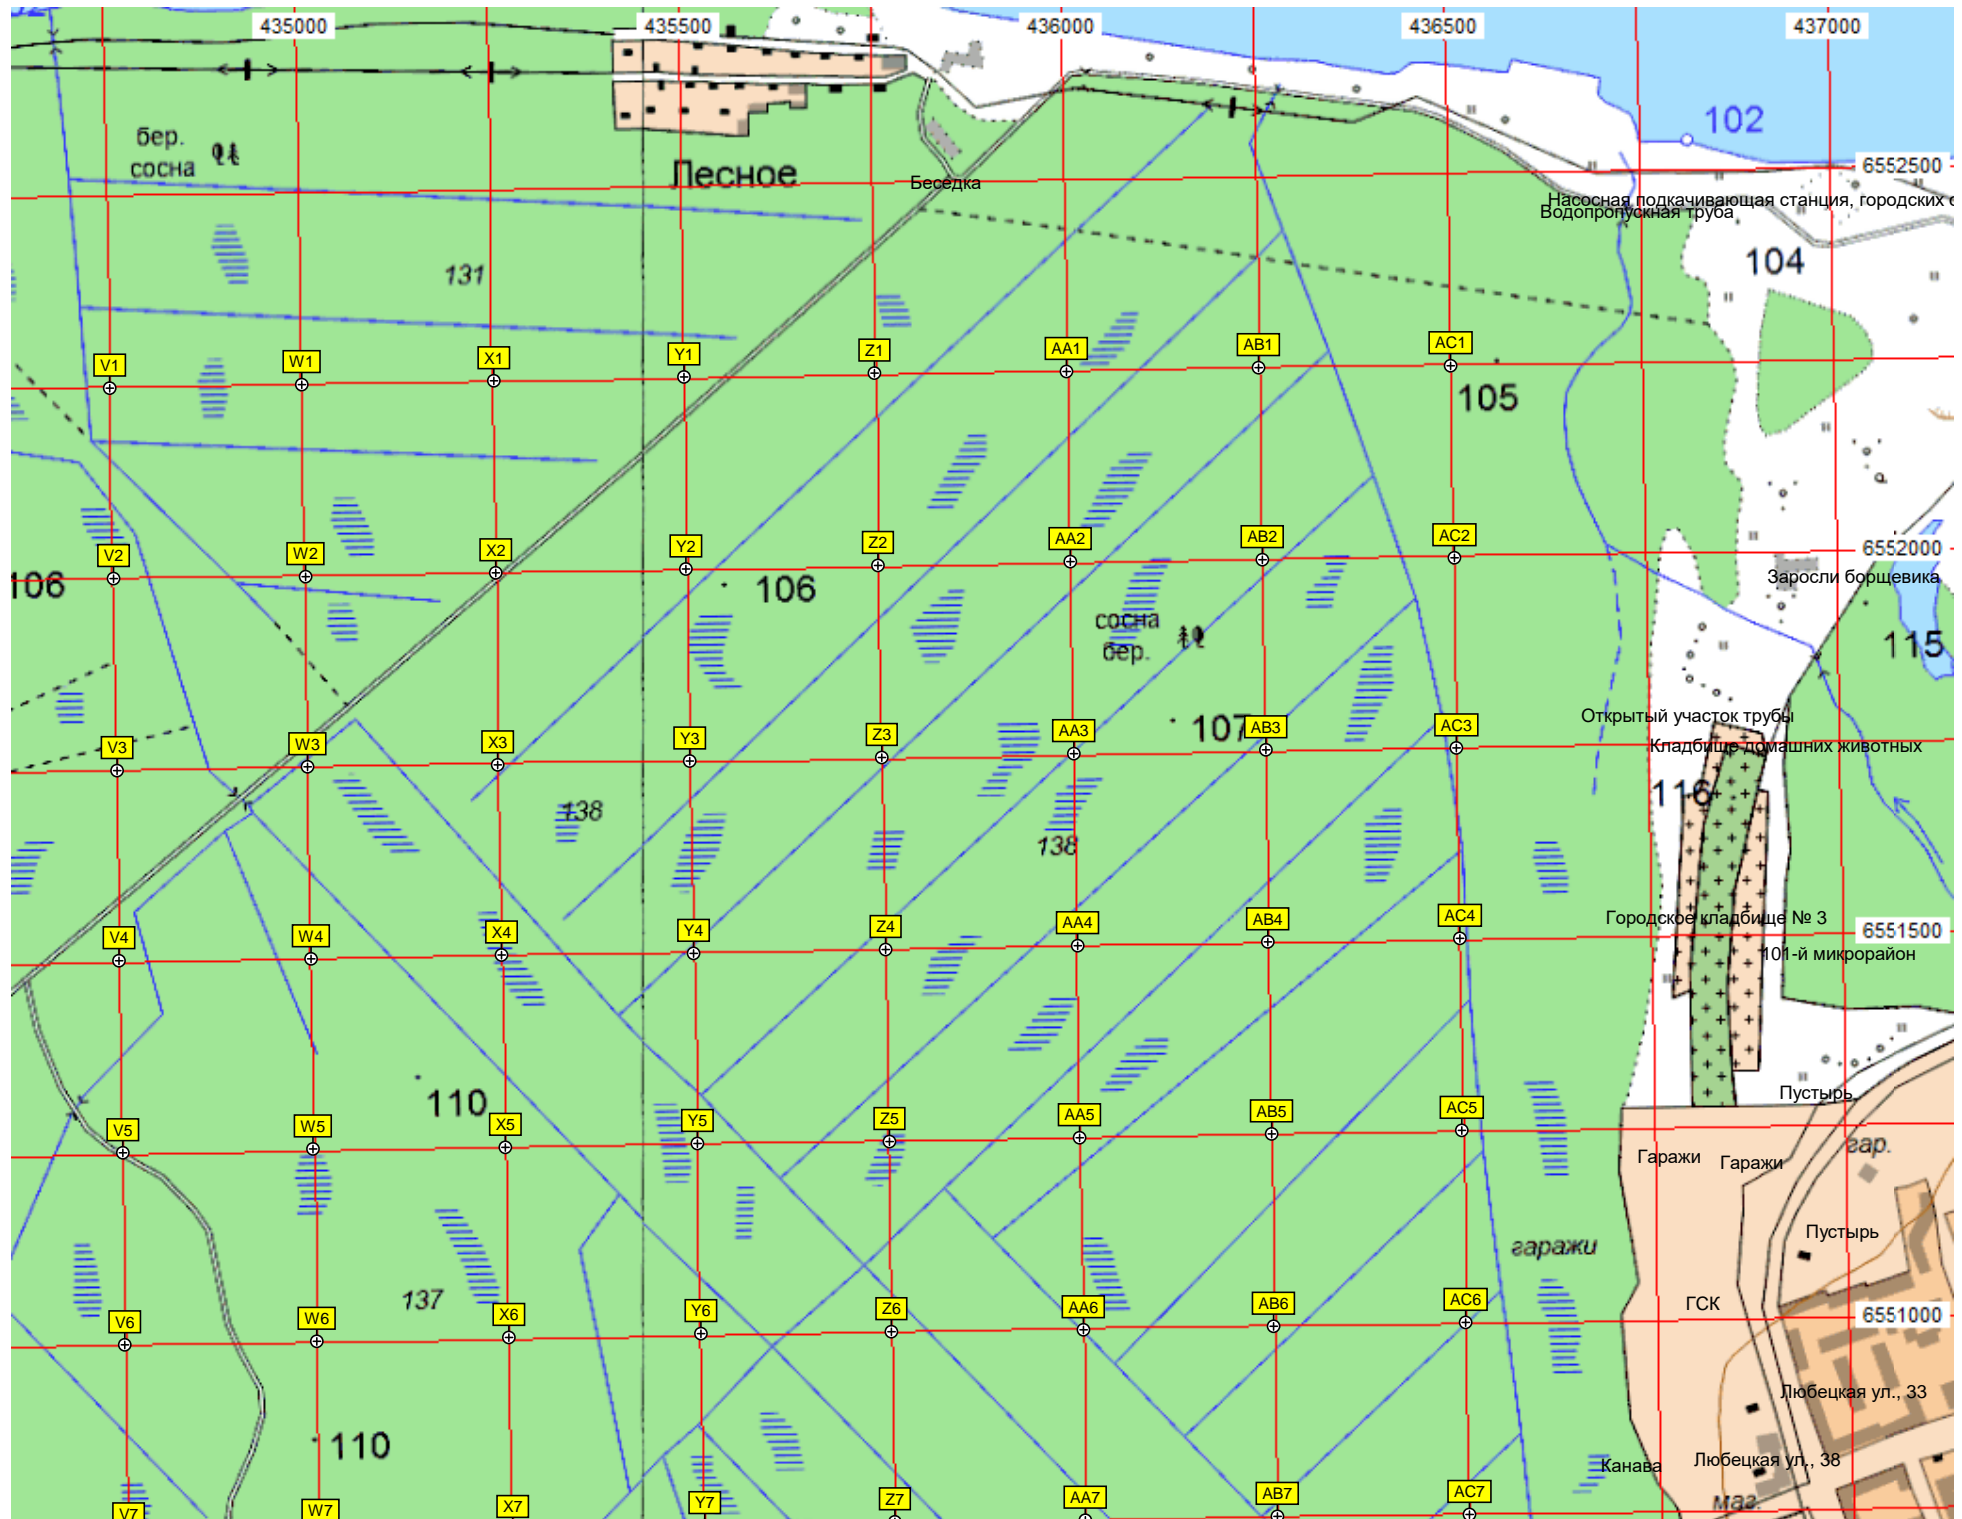 435000 435500 436000 436500 437000
102
бер.
сосна
Лесное
Беседка
6552500
Насосная подкачивающая станция, городских с
Водопропускная труба
104
131
V1 W1 X1 Y1 Z1 AA1 AB1 AC1
105
V2 W2 X2 Y2 Z2 AA2 AB2 AC2
6552000
106
106
Заросли борщевика
сосна
бер.
115
Открытый участок трубы
107
V3 W3 X3 Y3 Z3 AA3 AB3 AC3
Кладбище домашних животных
116
138
138
V4 W4 X4 Y4 Z4 AA4 AB4 AC4
Городское кладбище № 3
6551500
101-й микрорайон
110
Пустырь
V5 W5 X5 Y5 Z5 AA5 AB5 AC5
гар.
Гаражи Гаражи
Пустырь
гаражи
137
ГСК
V6 W6 X6 Y6 Z6 AA6 AB6 AC6
6551000
Любецкая ул., 33
110
Любецкая ул., 38
Канава
маг.
V7 W7 X7 Y7 Z7 AA7 AB7 AC7